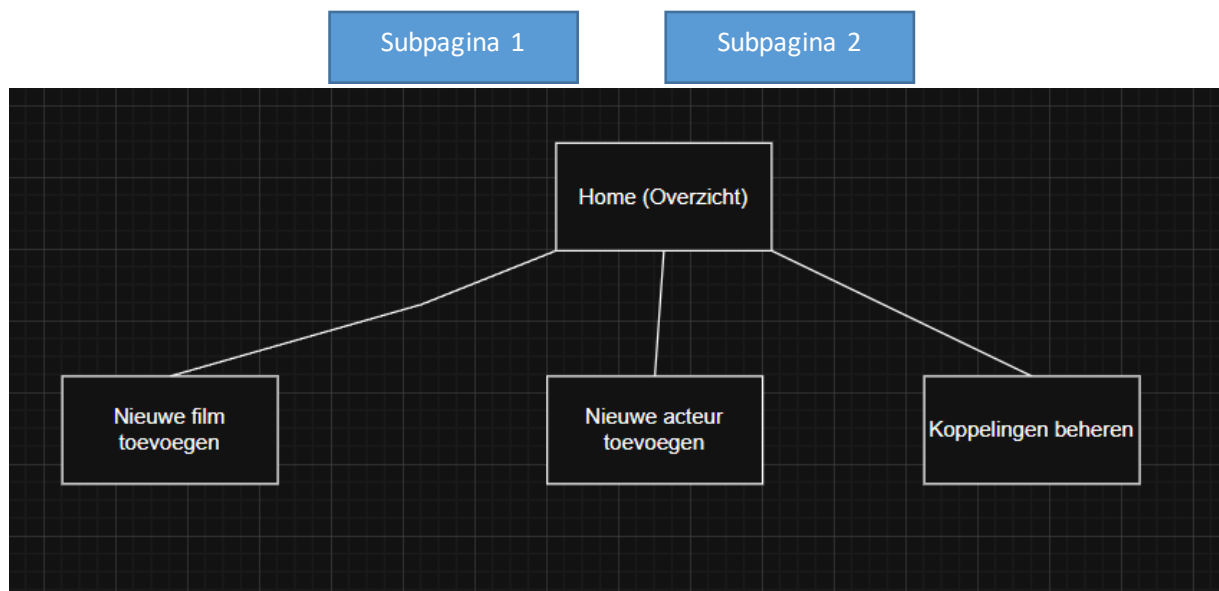 Subpagina 1
Subpagina 2
Home (Overzicht)
Nieuwe film
toevoegen
Nieuwe acteur
toevoegen
Koppelingen beheren